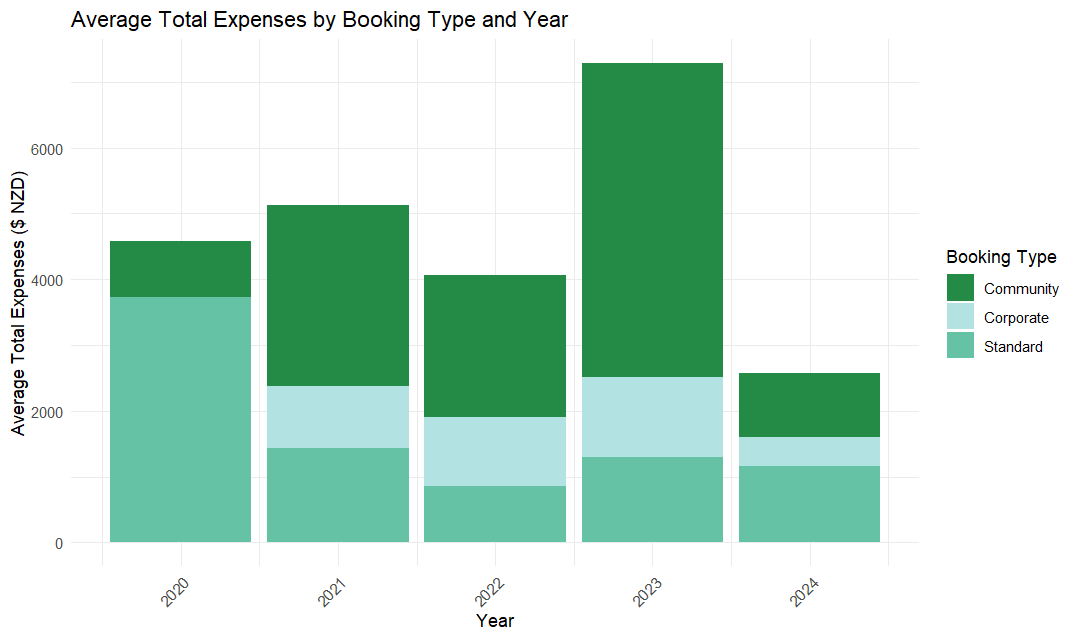 Average Total Expenses by Booking Type and Year
Average Total Expenses ($ NZD)
6000
4000
2000
0
2020
2021
2022
2023
2024
Year
Booking Type
Community
Corporate
Standard